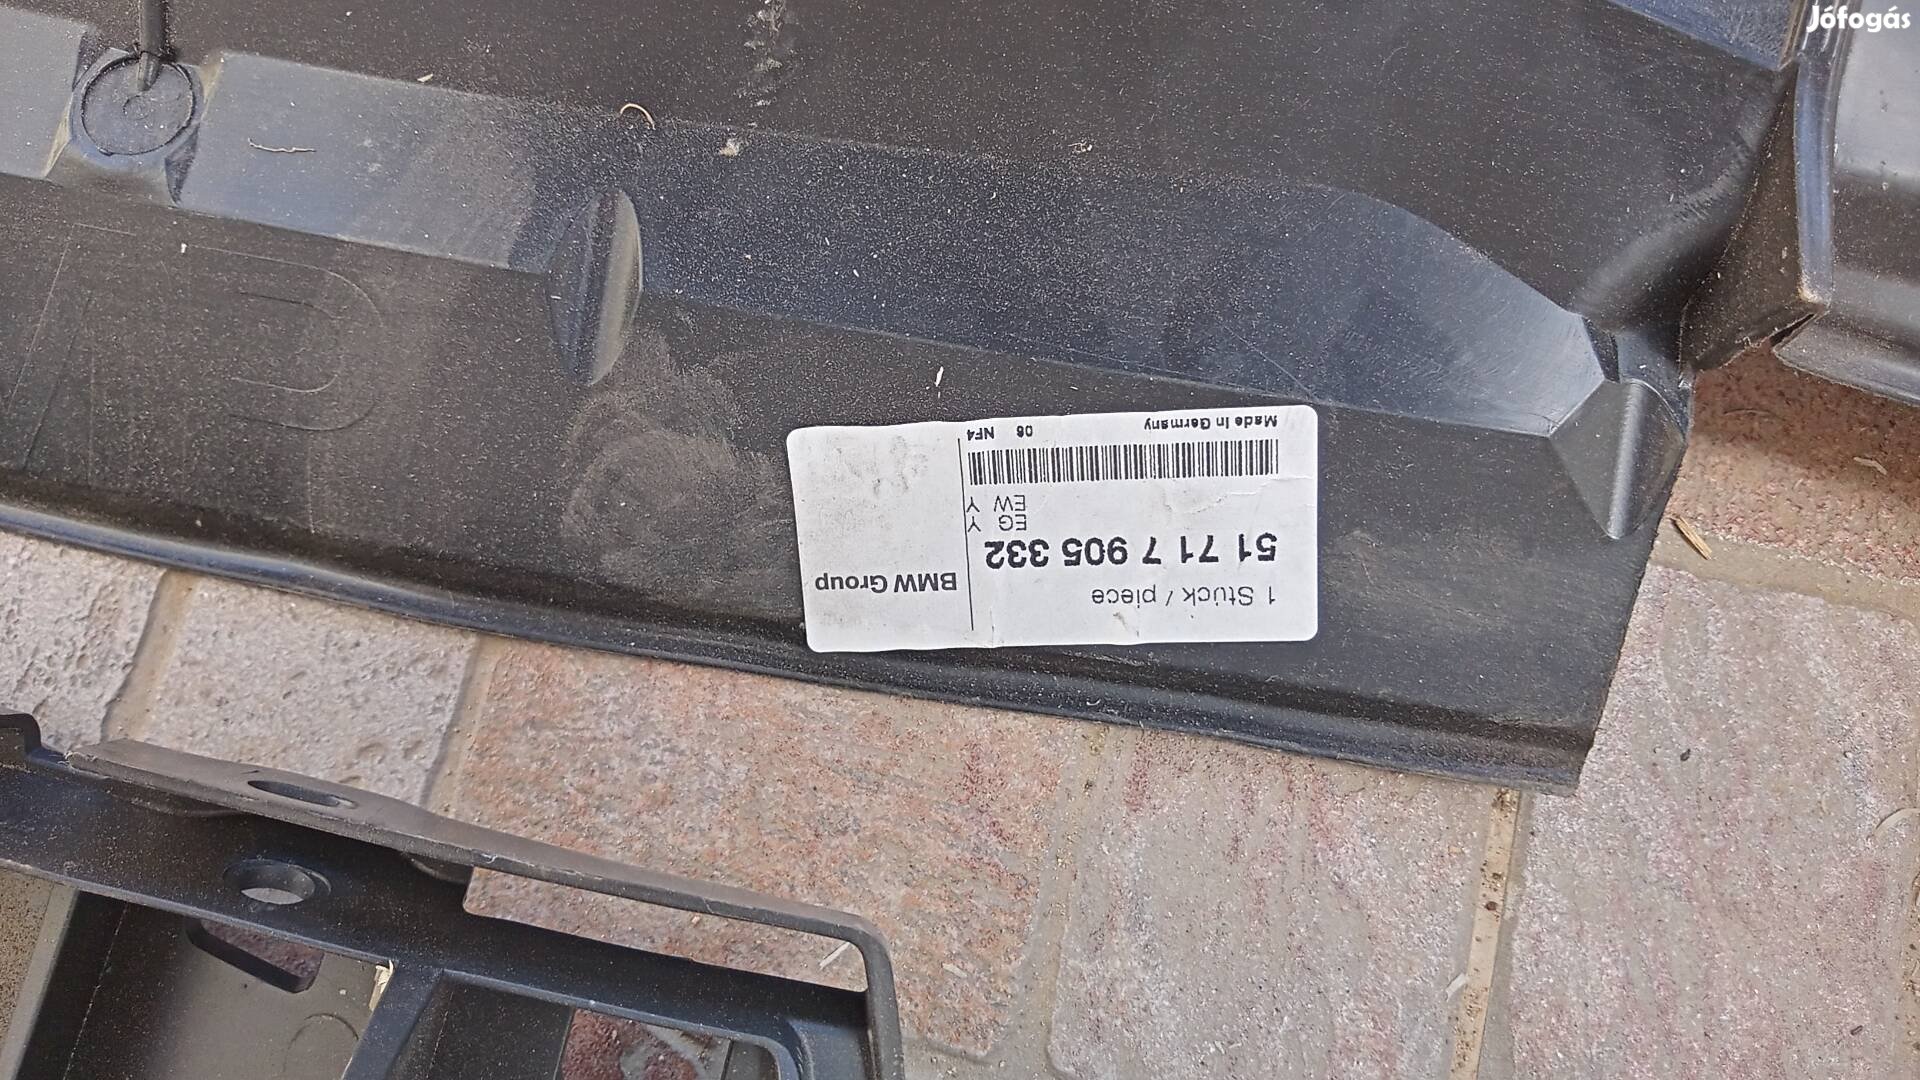 Jófogás
1 Stück / piece
51 71 7 905 332
EG Y
EW Y
Made In Germany 06 NF4
BMW Group